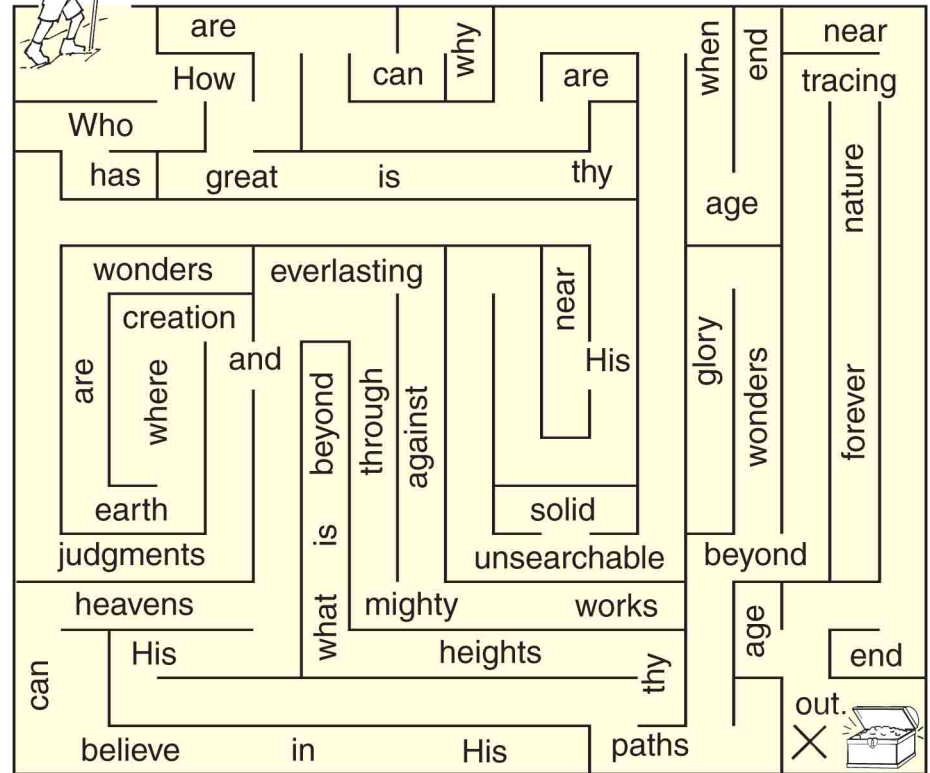 are
why
when
end
near
How
can
are
tracing
Who
has
great
is
thy
nature
age
wonders
everlasting
near
creation
and
His
glory
are
where
beyond
through
against
wonders
forever
earth
is
solid
judgments
unsearchable
beyond
heavens
what
mighty
works
age
His
heights
thy
end
can
out.
believe
in
His
paths